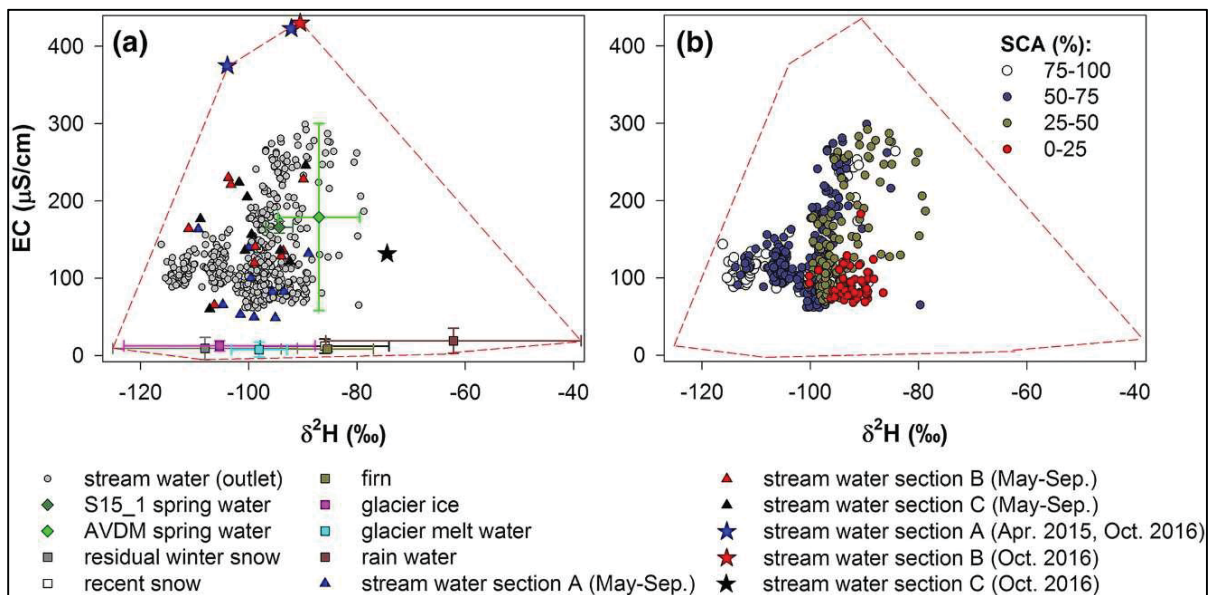 (a)
(b)
SCA (%):
75-100
50-75
25-50
0-25
EC (µS/cm)
400
300
200
100
0
400
300
200
100
0
-120
-100
-80
-60
-40
-120
-100
-80
-60
-40
δ²H (‰)
δ²H (‰)
stream water (outlet)
S15_1 spring water
AVDM spring water
residual winter snow
recent snow
firn
glacier ice
glacier melt water
rain water
stream water section A (May-Sep.)
stream water section B (May-Sep.)
stream water section C (May-Sep.)
stream water section A (Apr. 2015, Oct. 2016)
stream water section B (Oct. 2016)
stream water section C (Oct. 2016)